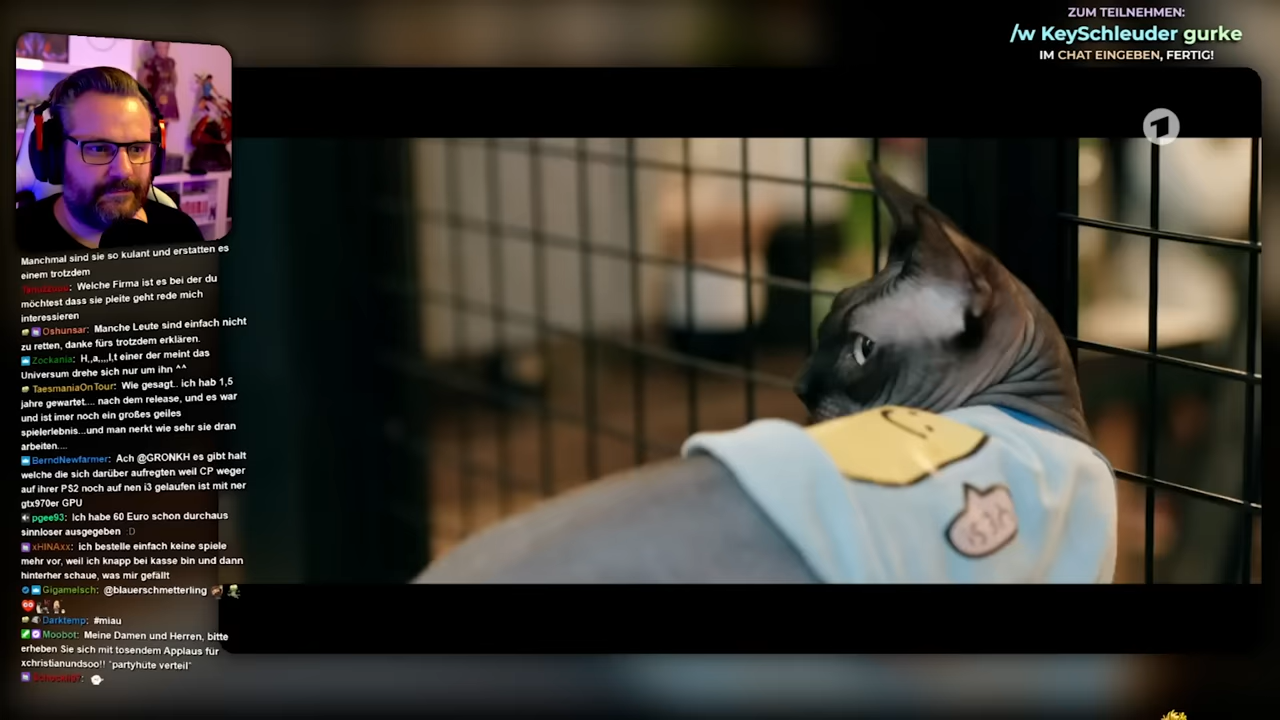 ZUM TEILNEHMEN:
/w KeySchleuder gurke
IM CHAT EINGEBEN, FERTIG!
1
Manchmal sind sie so kulant und erstatten es
einem trotzdem
: Welche Firma ist es bei der du
möchtest dass sie pleite geht rede mich
interessieren
Oshunsar: Manche Leute sind einfach nicht
zu retten, danke fürs trotzdem erklären.
Zockania: H,,a,,,,l,t einer der meint das
Universum drehe sich nur um ihn ^^
TaesmaniaOnTour: Wie gesagt.. ich hab 1,5
jahre gewartet.... nach dem release, und es war
und ist imer noch ein großes geiles
spielerlebnis...und man nerkt wie sehr sie dran
arbeiten....
BerndNewfarmer: Ach @GRONKH es gibt halt
welche die sich darüber aufregten weil CP weger
auf ihrer PS2 noch auf nen i3 gelaufen ist mit ner
gtx970er GPU
pgee93: Ich habe 60 Euro schon durchaus
sinnloser ausgegeben :D
xHINAxx: ich bestelle einfach keine spiele
mehr vor, weil ich knapp bei kasse bin und dann
hinterher schaue, was mir gefällt
Gigamelsch: @blauerschmetterling
Darktemp: #miau
Moobot: Meine Damen und Herren, bitte
erheben Sie sich mit tosendem Applaus für
xchristianundsoo!! *partyhüte verteil*